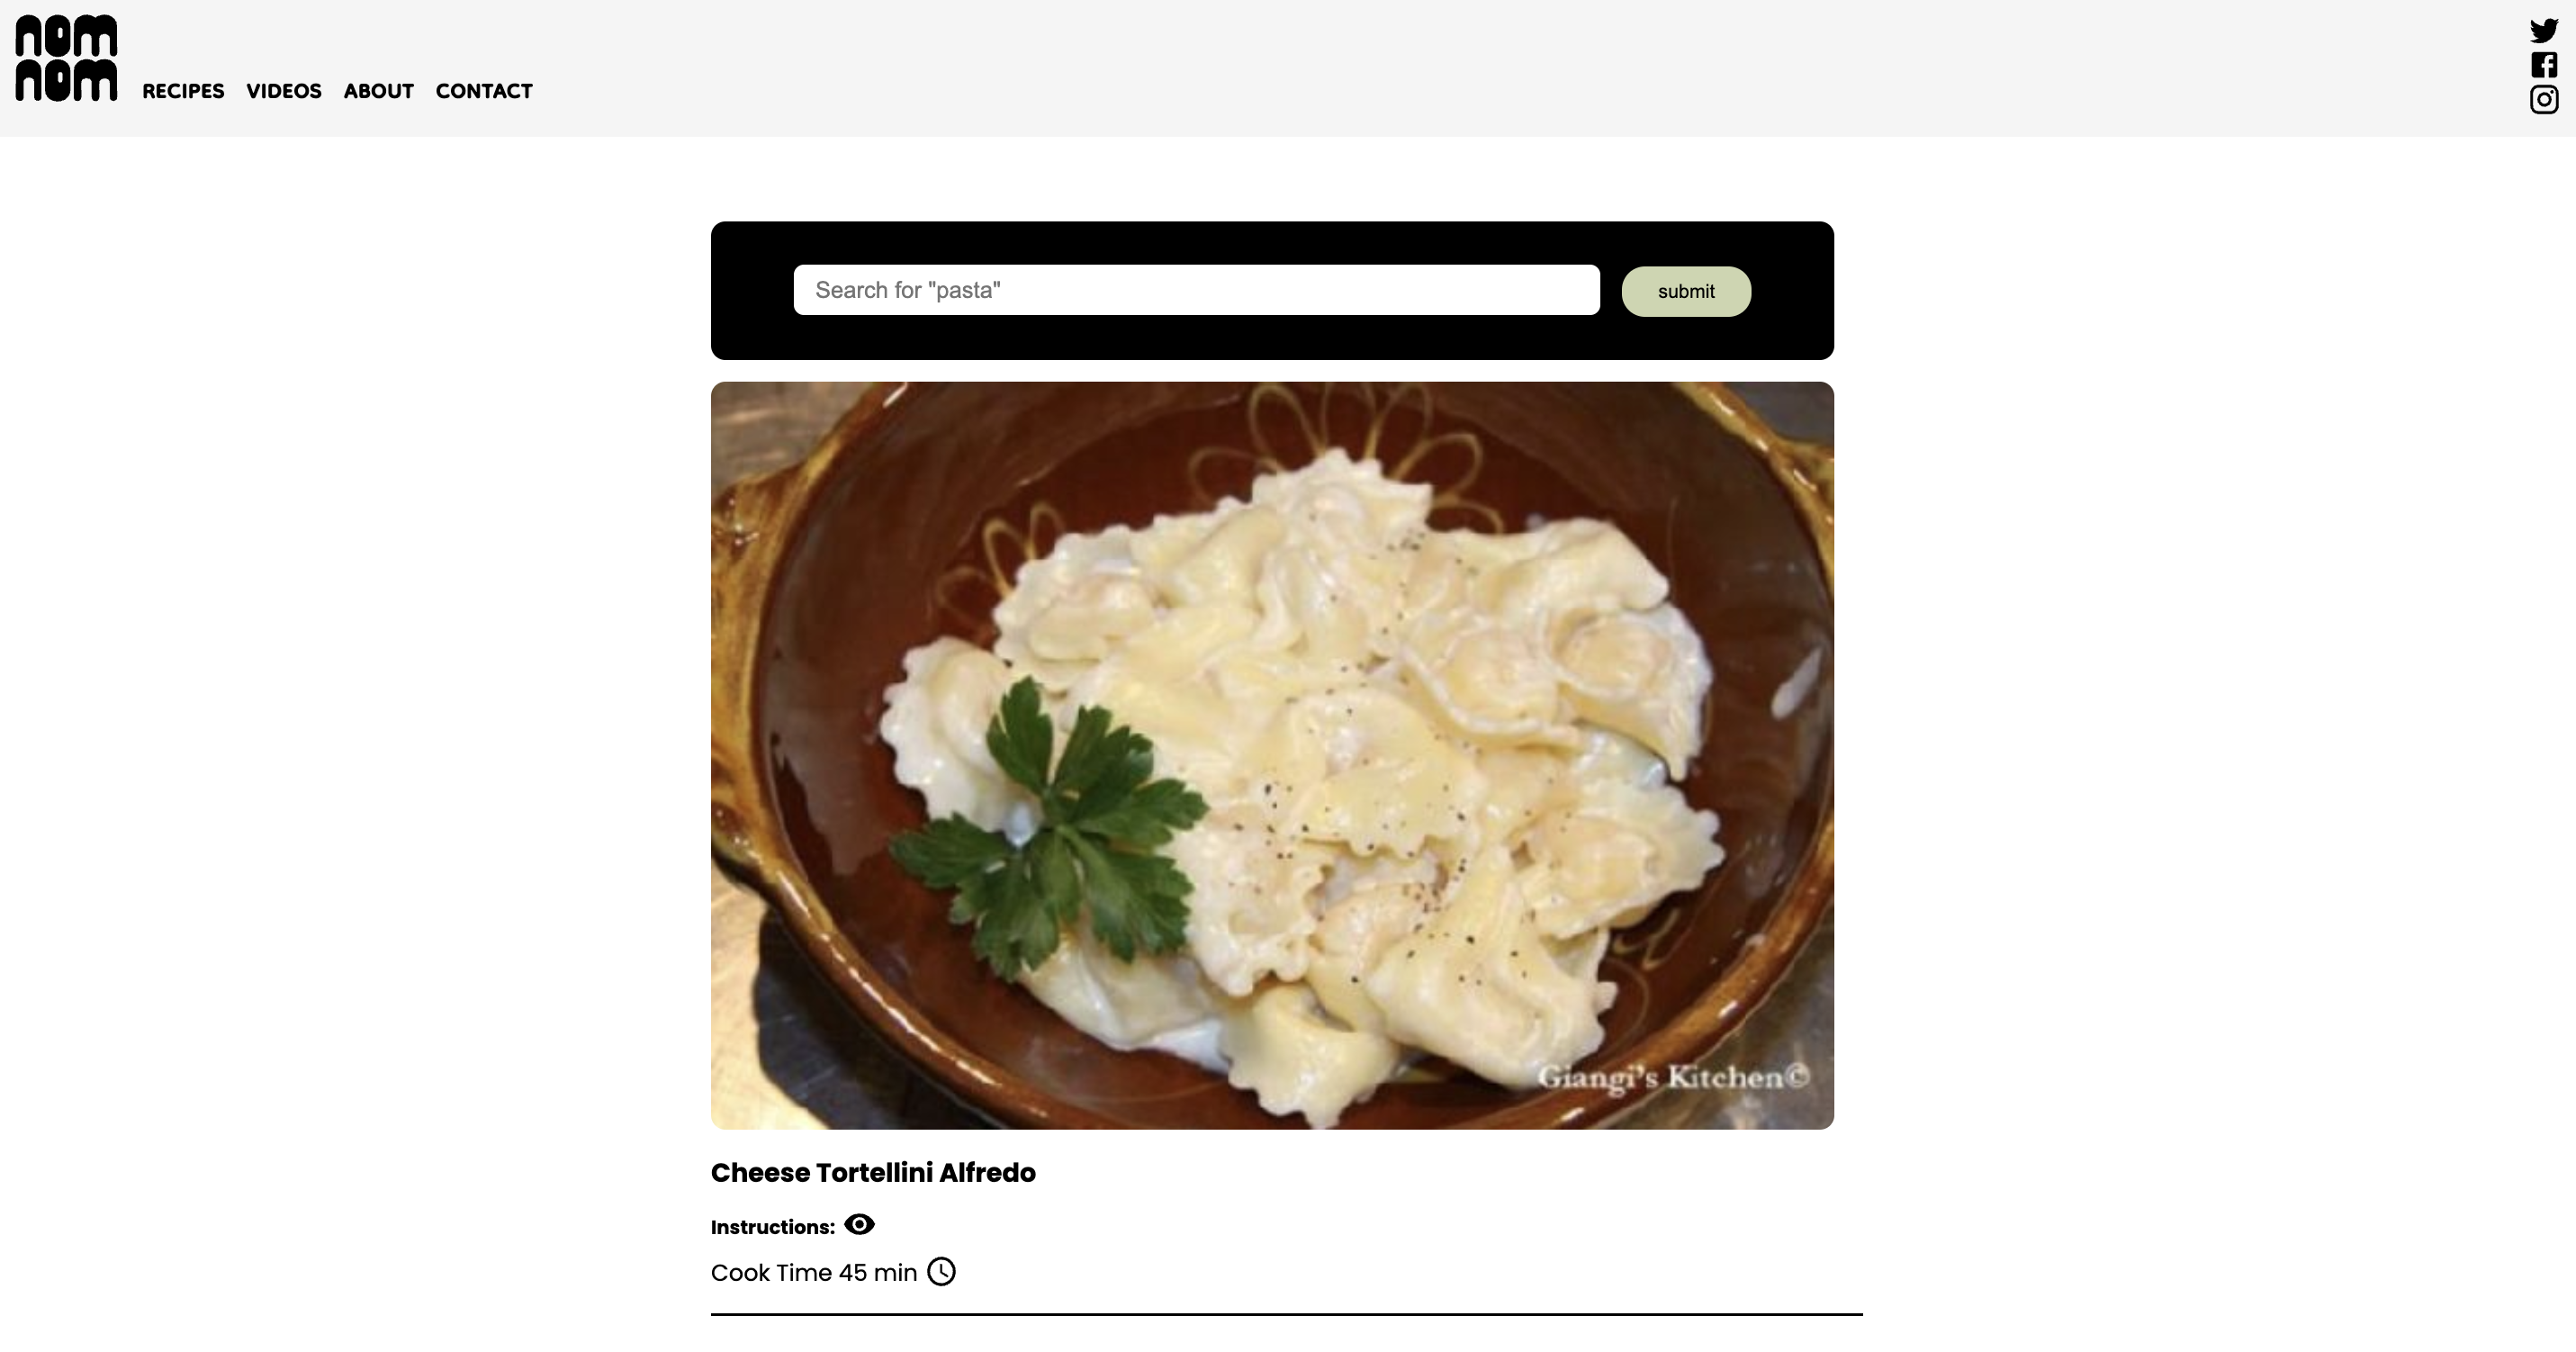 nom
nom
RECIPES VIDEOS ABOUT CONTACT
Search for "pasta"
submit
Giangi's Kitchen©
Cheese Tortellini Alfredo
Instructions:
Cook Time 45 min